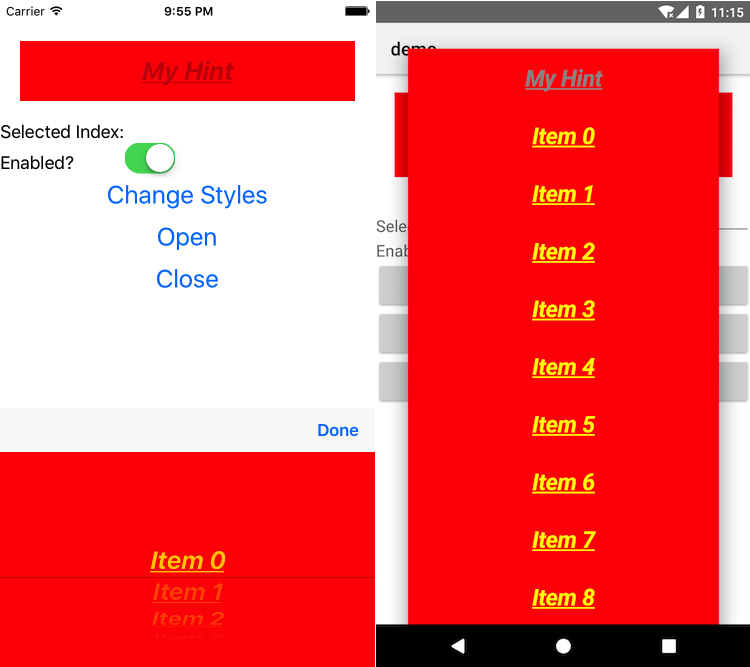 Carrier 9:55 PM
My Hint
Selected Index:
Enabled?
Change Styles
Open
Close
Done
Item 0
Item 1
Item 2
Item 3
11:15
demo
My Hint
Item 0
Item 1
Item 2
Item 3
Item 4
Item 5
Item 6
Item 7
Item 8